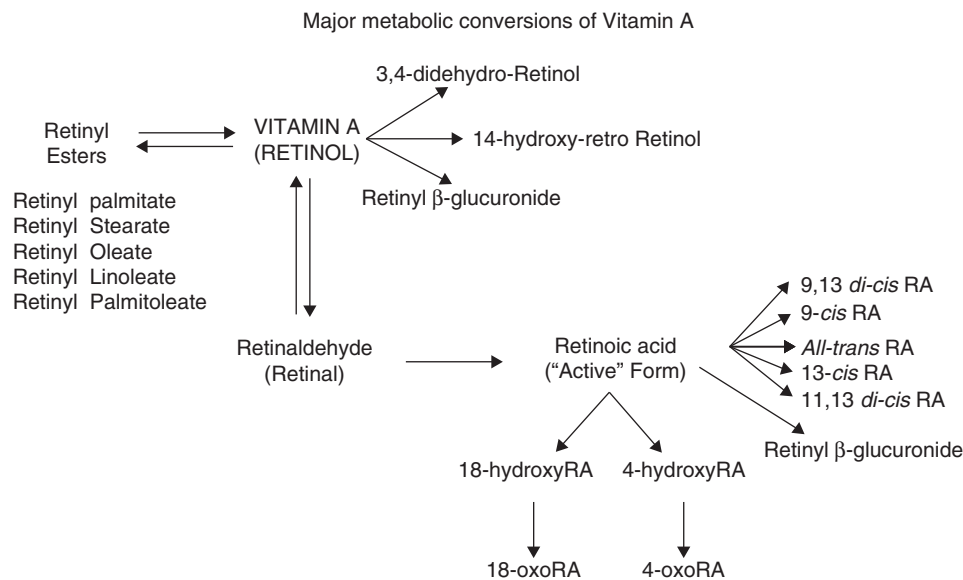 Major metabolic conversions of Vitamin A
3,4-didehydro-Retinol
Retinyl
Esters
VITAMIN A
(RETINOL)
14-hydroxy-retro Retinol
Retinyl β-glucuronide
Retinyl palmitate
Retinyl Stearate
Retinyl Oleate
Retinyl Linoleate
Retinyl Palmitoleate
Retinaldehyde
(Retinal)
Retinoic acid
("Active" Form)
9,13 di-cis RA
9-cis RA
All-trans RA
13-cis RA
11,13 di-cis RA
Retinyl β-glucuronide
18-hydroxyRA
4-hydroxyRA
18-oxoRA
4-oxoRA